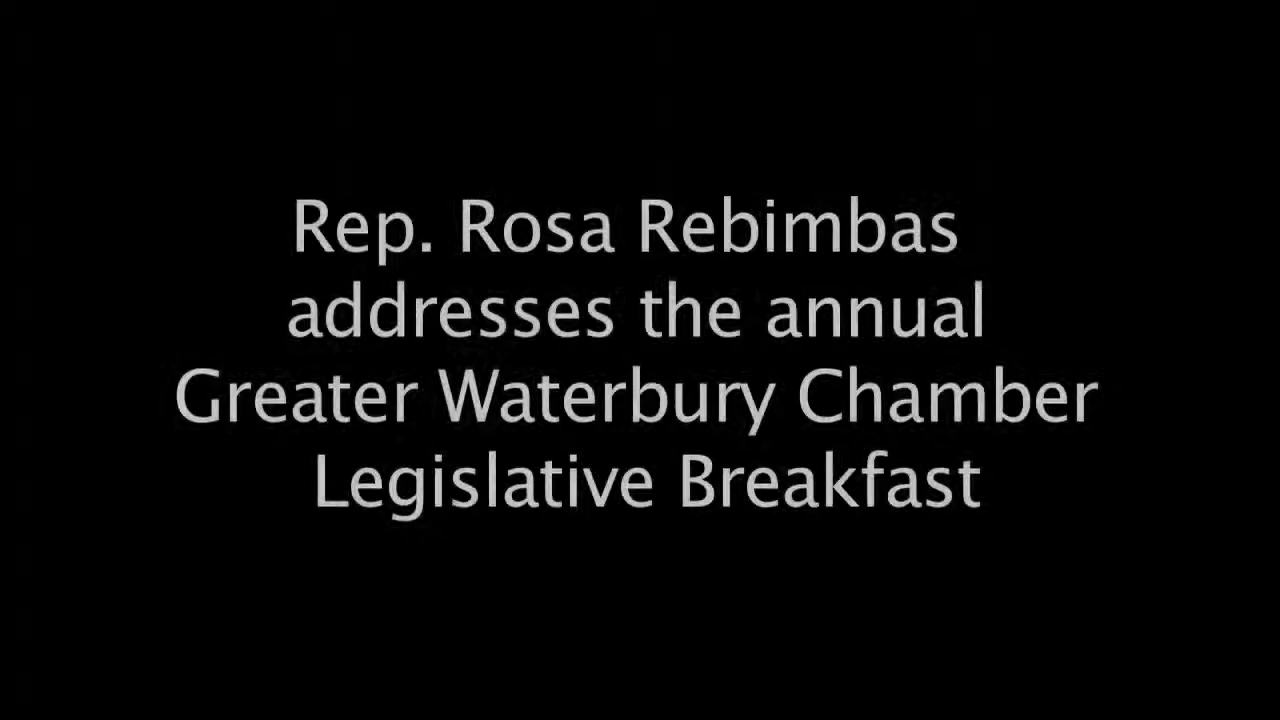 Rep. Rosa Rebimbas
addresses the annual
Greater Waterbury Chamber
Legislative Breakfast